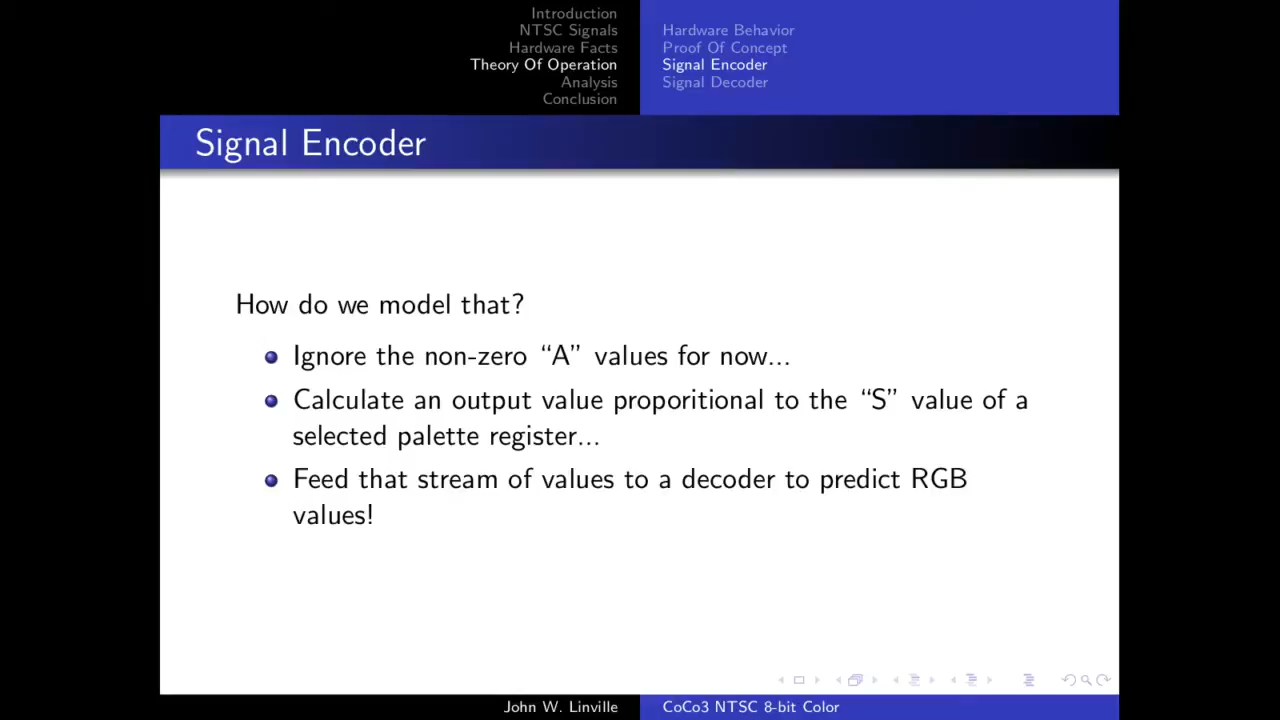 Introduction
NTSC Signals
Hardware Facts
Theory Of Operation
Analysis
Conclusion
Hardware Behavior
Proof Of Concept
Signal Encoder
Signal Decoder
Signal Encoder
How do we model that?
Ignore the non-zero “A” values for now...
Calculate an output value proporitional to the “S” value of a
selected palette register...
Feed that stream of values to a decoder to predict RGB
values!
John W. Linville
CoCo3 NTSC 8-bit Color